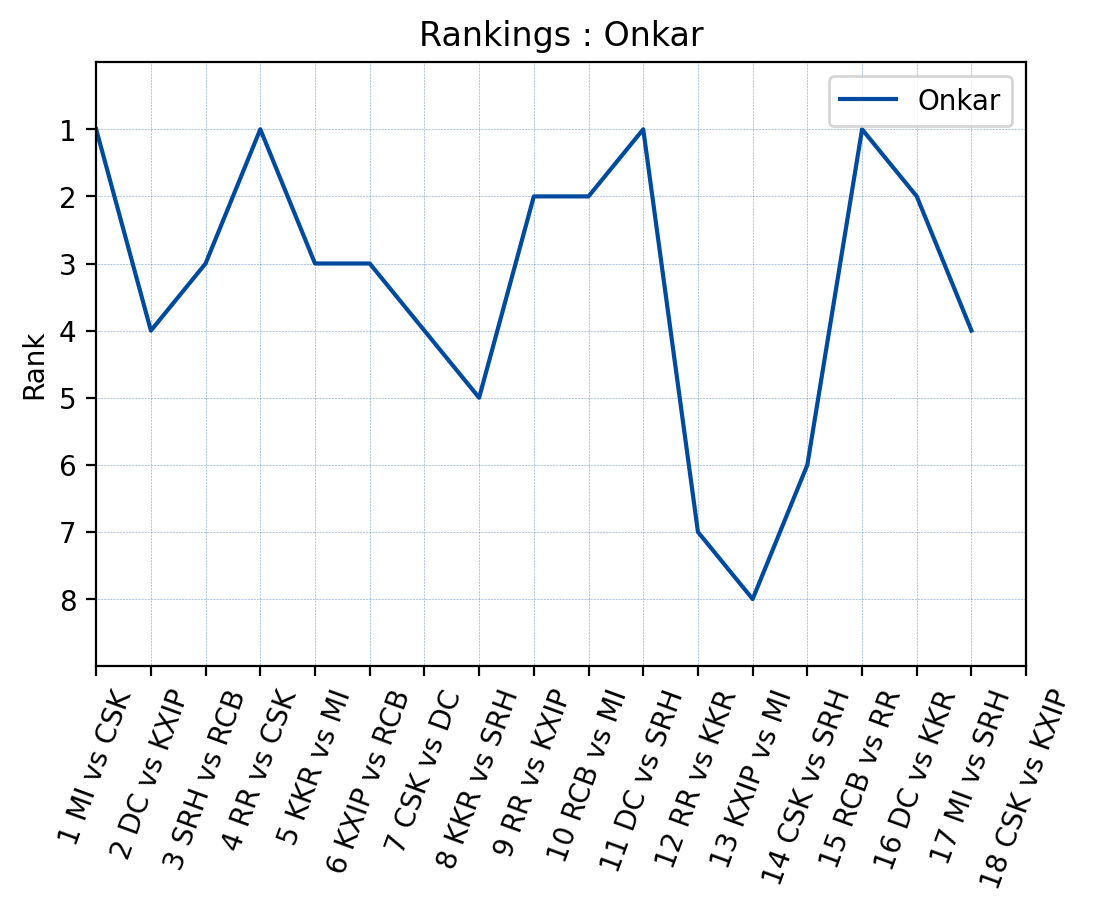 Rankings : Onkar
Onkar
Rank
1
2
3
4
5
6
7
8
1 MI vs CSK
2 DC vs KXIP
3 SRH vs RCB
4 RR vs CSK
5 KKR vs MI
6 KXIP vs RCB
7 CSK vs DC
8 KKR vs SRH
9 RR vs KXIP
10 RCB vs MI
11 DC vs SRH
12 RR vs KKR
13 KXIP vs MI
14 CSK vs SRH
15 RCB vs RR
16 DC vs KKR
17 MI vs SRH
18 CSK vs KXIP